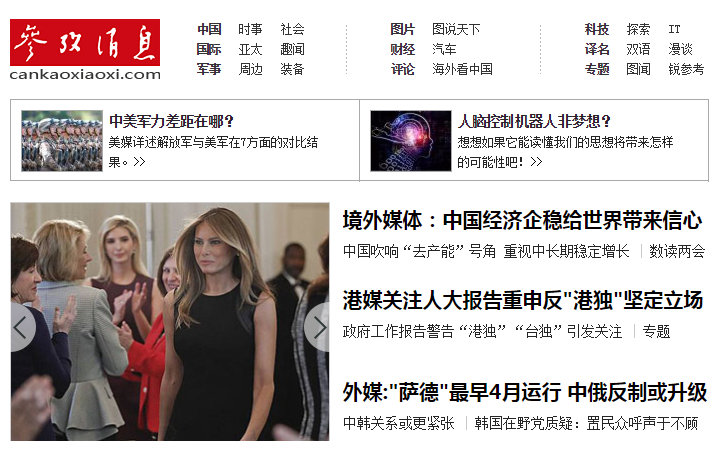 参考消息
cankaoxiaoxi.com
中国 时事 社会
国际 亚太 趣闻
军事 周边 装备
图片 图说天下
财经 汽车
评论 海外看中国
科技 探索 IT
译名 双语 漫谈
专题 图闻 锐参考
中美军力差距在哪？
美媒详述解放军与美军在7方面的对比结
果。>>
人脑控制机器人非梦想？
想想如果它能读懂我们的思想将带来怎样
的可能性吧！>>
境外媒体：中国经济企稳给世界带来信心
中国吹响“去产能”号角 重视中长期稳定增长 ｜数读两会
港媒关注人大报告重申反"港独"坚定立场
政府工作报告警告“港独”“台独”引发关注 ｜专题
外媒:"萨德"最早4月运行 中俄反制或升级
中韩关系或更紧张 ｜韩国在野党质疑：置民众呼声于不顾